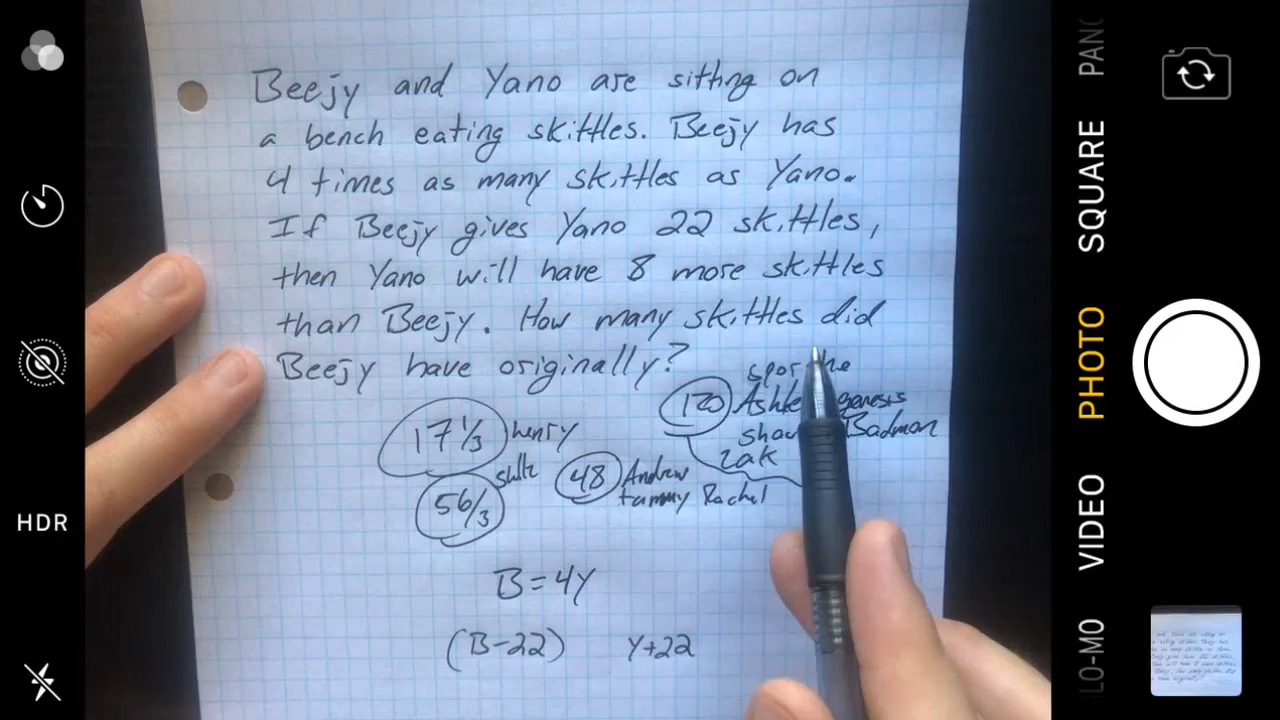 Beejy and Yano are sitting on
a bench eating skittles. Beejy has
4 times as many skittles as Yano.
If Beejy gives Yano 22 skittles,
then Yano will have 8 more skittles
than Beejy. How many skittles did
Beejy have originally?
17 1/3 henry
56/3
120
genesis
Badman
zak
48 Andrew
tammy Rachel
B=4Y
(B-22) Y+22
HDR
PANO
SQUARE
PHOTO
VIDEO
LO-MO